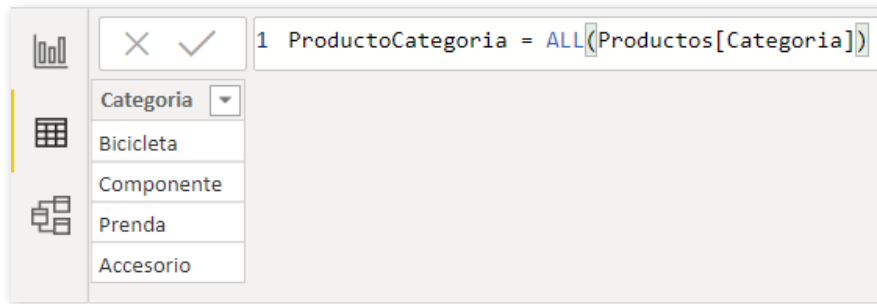 1 ProductoCategoria = ALL(Productos[Categoria])
Categoria
Bicicleta
Componente
Prenda
Accesorio